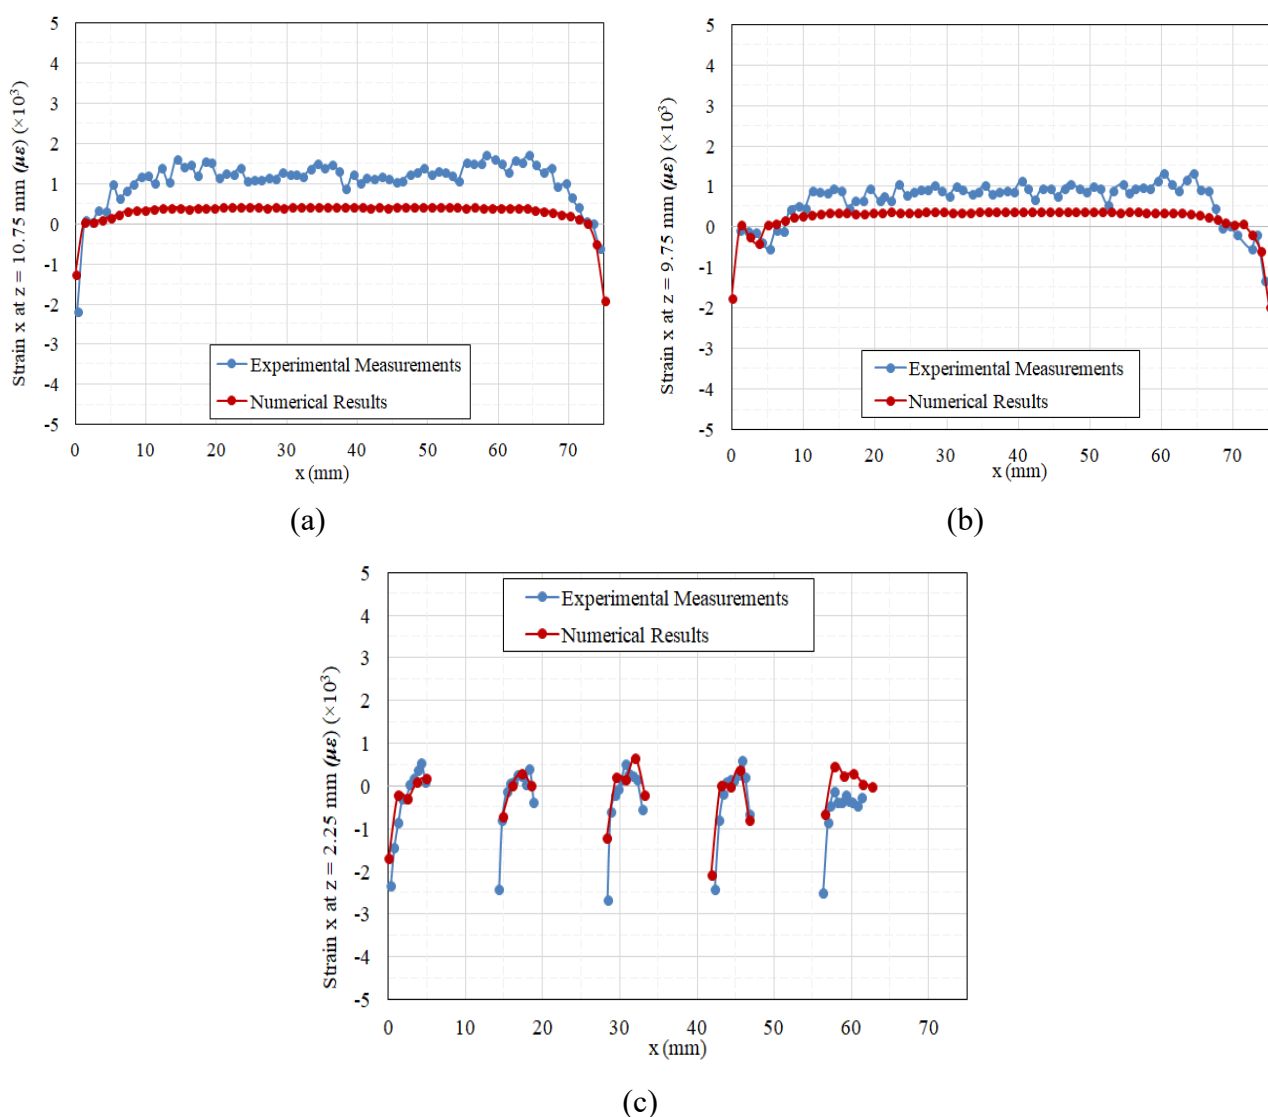 5
4
3
2
1
0
-1
-2
-3
-4
-5
Strain x at z = 10.75 mm (με) (×10³)
Experimental Measurements
Numerical Results
0 10 20 30 40 50 60 70
x (mm)
(a)
5
4
3
2
1
0
-1
-2
-3
-4
-5
Strain x at z = 9.75 mm (με) (×10³)
Experimental Measurements
Numerical Results
0 10 20 30 40 50 60 70
x (mm)
(b)
5
4
3
2
1
0
-1
-2
-3
-4
-5
Strain x at z = 2.25 mm (με) (×10³)
Experimental Measurements
Numerical Results
0 10 20 30 40 50 60 70
x (mm)
(c)